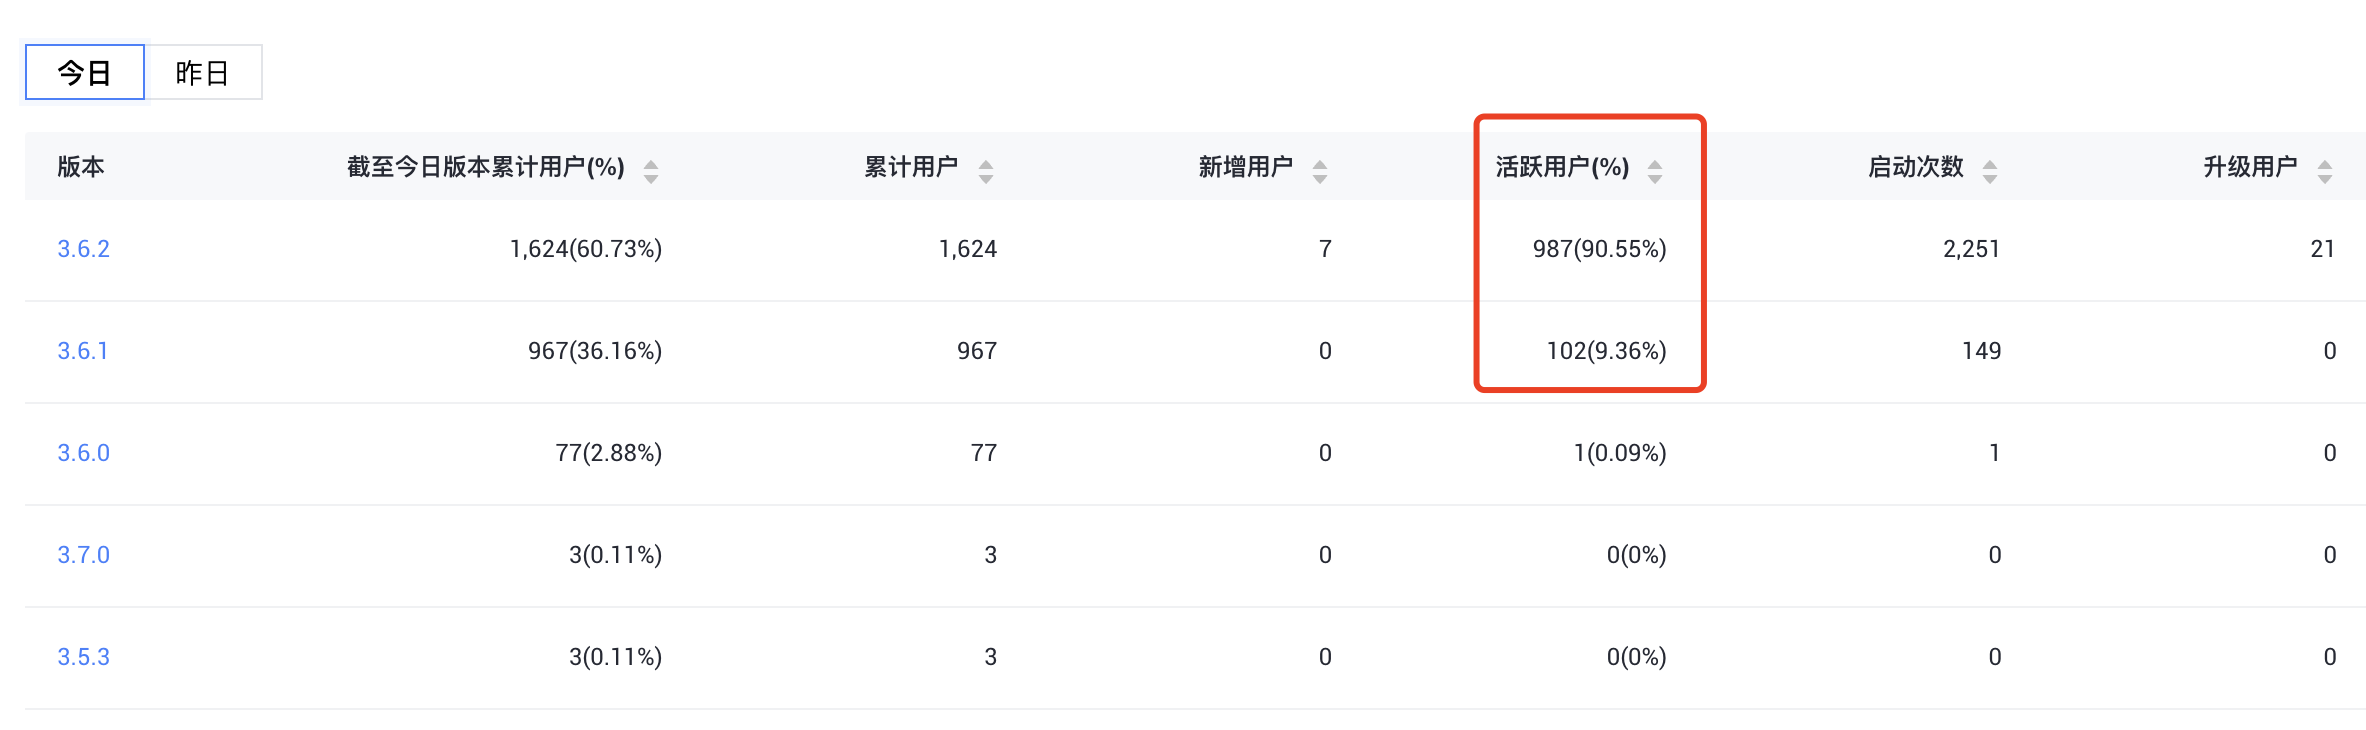 今日 昨日
版本 截至今日版本累计用户(%) 累计用户 新增用户 活跃用户(%) 启动次数 升级用户
3.6.2 1,624(60.73%) 1,624 7 987(90.55%) 2,251 21
3.6.1 967(36.16%) 967 0 102(9.36%) 149 0
3.6.0 77(2.88%) 77 0 1(0.09%) 1 0
3.7.0 3(0.11%) 3 0 0(0%) 0 0
3.5.3 3(0.11%) 3 0 0(0%) 0 0